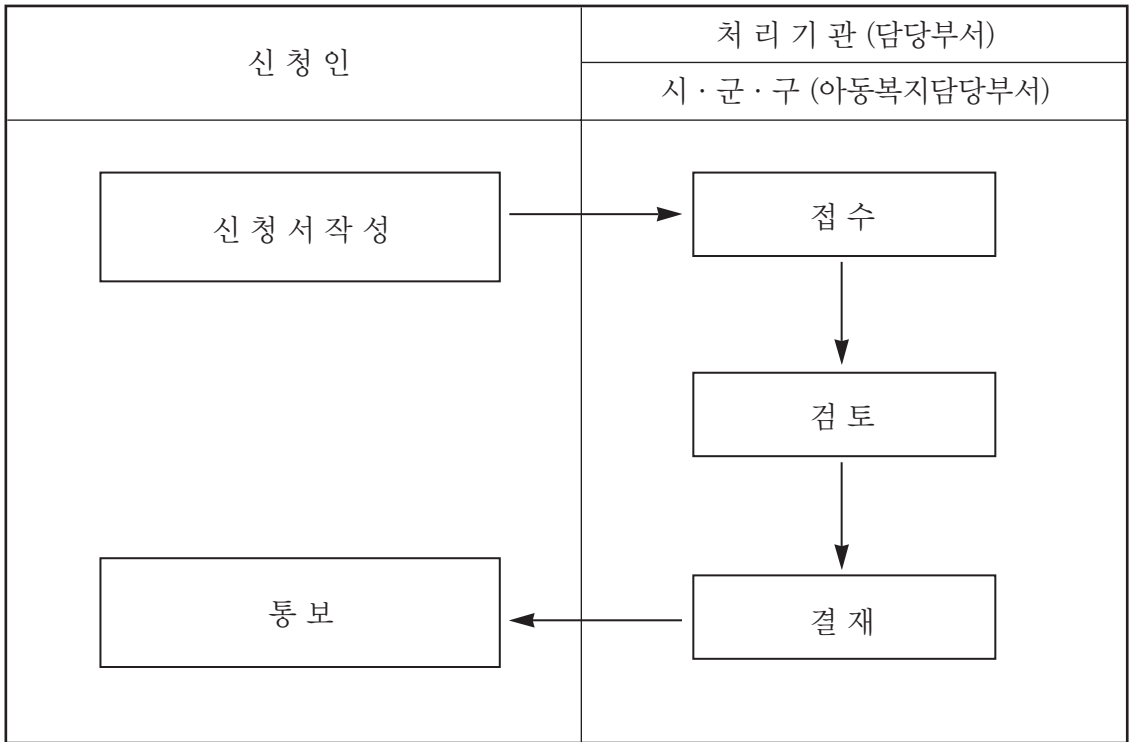 신 청 인
처 리 기 관 (담당부서)
시 · 군 · 구 (아동복지담당부서)
신 청 서 작 성
접 수
검 토
통 보
결 재